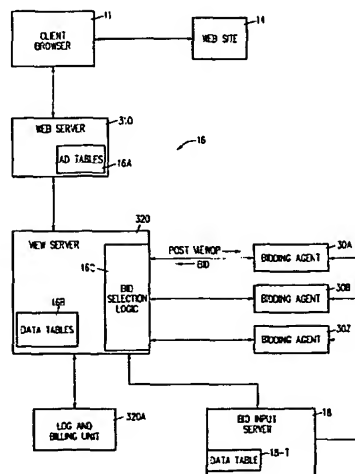 11
CLIENT
BROWSER
14
WEB SITE
310
WEB SERVER
AD TABLES
16A
16
VIEW SERVER
320
16C
BID
SELECTION
LOGIC
16B
DATA TABLES
POST VIEWOP
BID
30A
BIDDING AGENT
30B
BIDDING AGENT
30Z
BIDDING AGENT
LOG AND
BILLING UNIT
320A
BID INPUT
SERVER
18
DATA TABLE
18-1